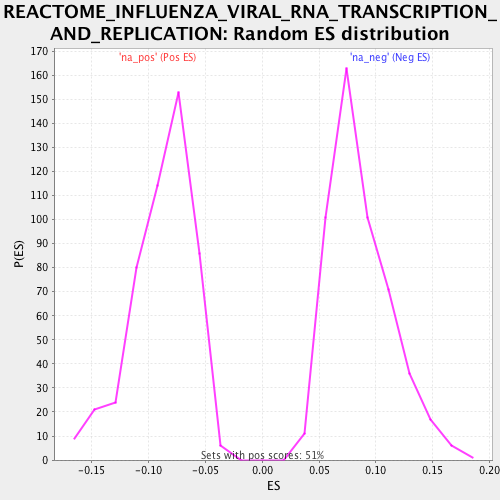 REACTOME_INFLUENZA_VIRAL_RNA_TRANSCRIPTION_
AND_REPLICATION: Random ES distribution
'na_pos' (Pos ES)
'na_neg' (Neg ES)
170
160
150
140
130
120
110
100
90
80
70
60
50
40
30
20
10
0
P(ES)
Sets with pos scores: 51%
-0.15 -0.10 -0.05 0.00 0.05 0.10 0.15 0.20
ES